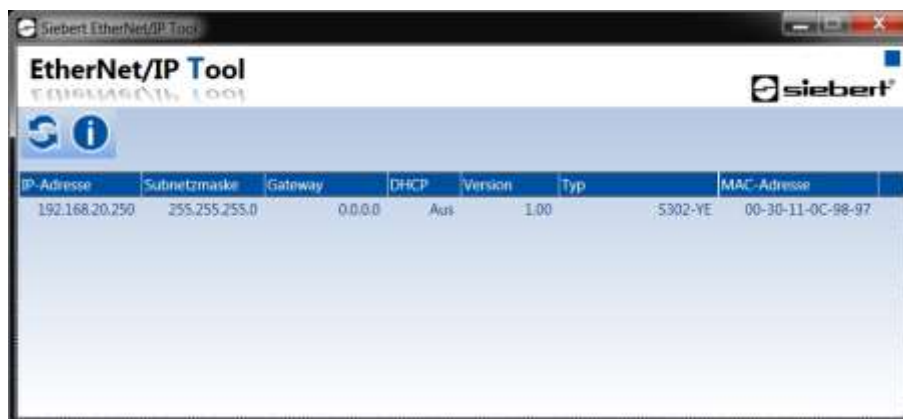 Siebert EtherNet/IP Tool
EtherNet/IP Tool
siebert
IP-Adresse Subnetzmaske Gateway DHCP Version Typ MAC-Adresse
192.168.20.250 255.255.255.0 0.0.0.0 Aus 1.00 S302-YE 00-30-11-0C-98-97